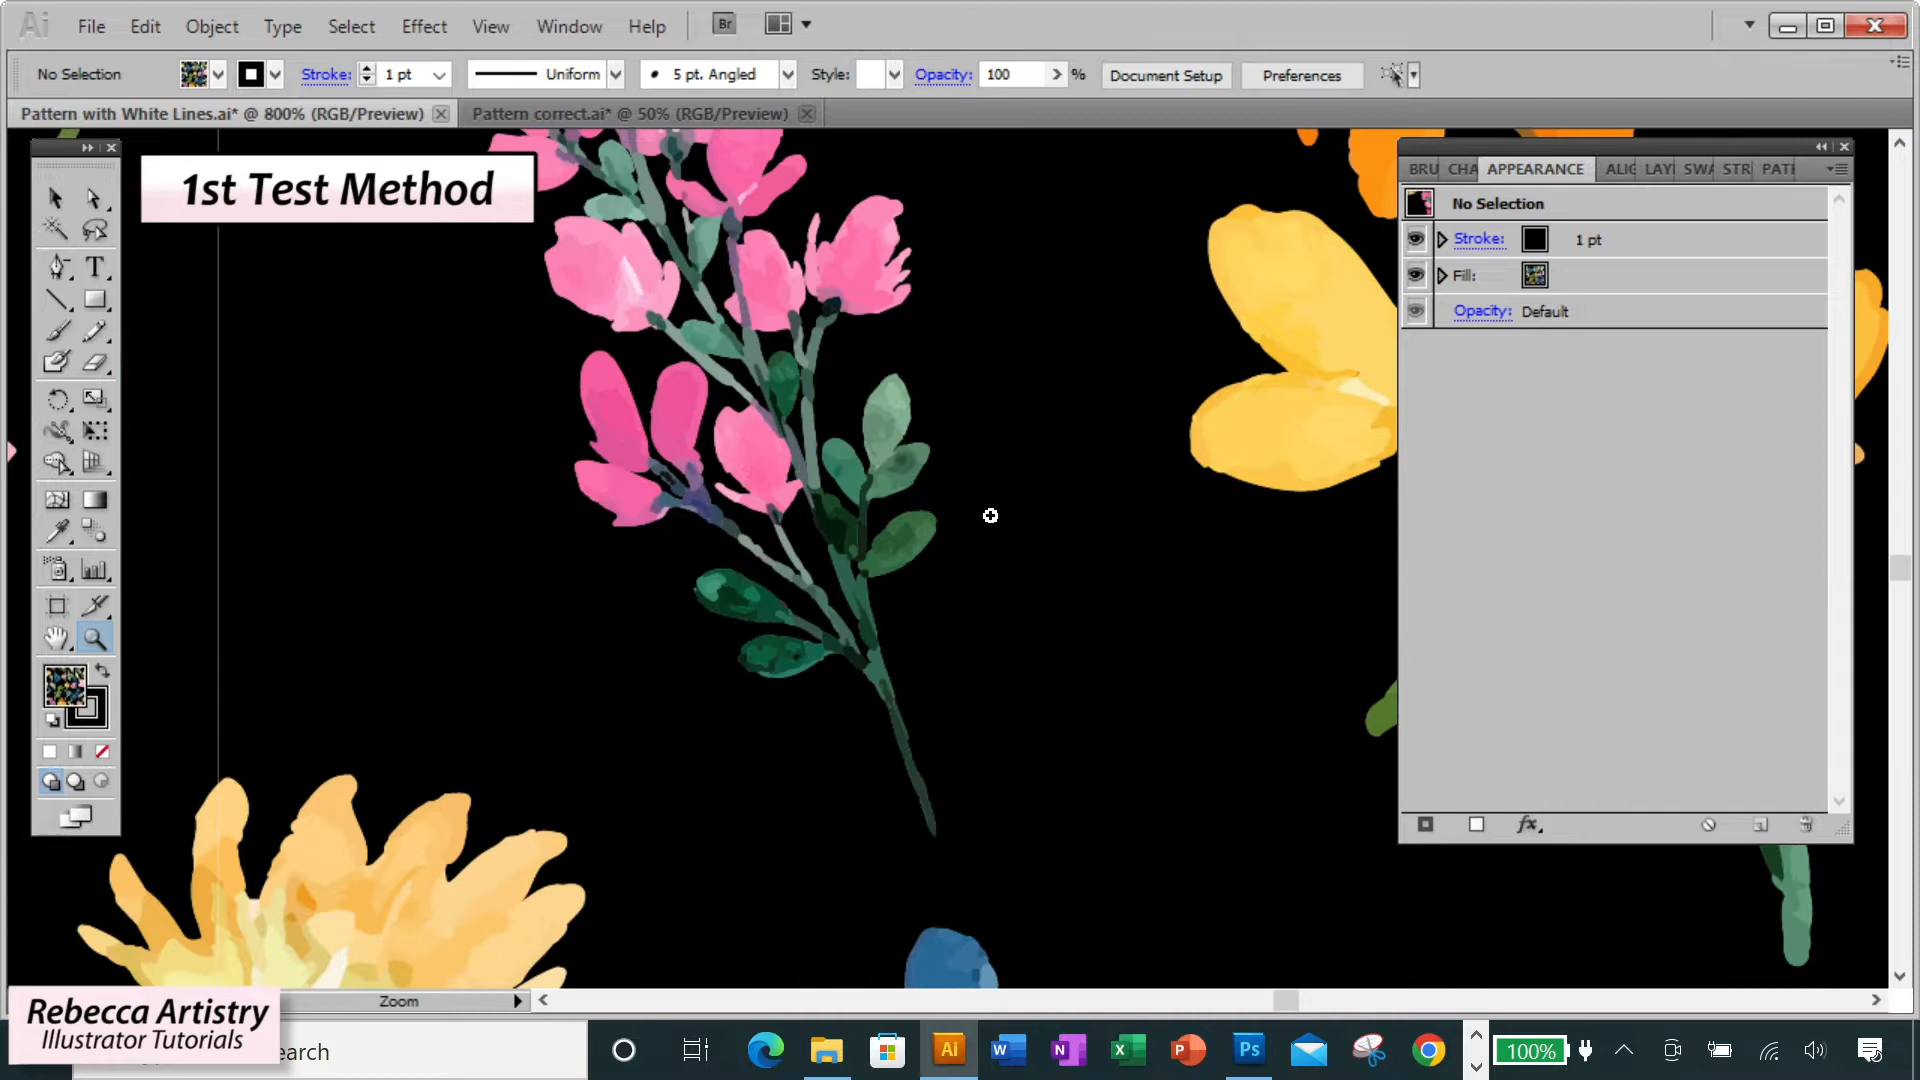 Ai File Edit Object Type Select Effect View Window Help Br
No Selection Stroke: 1 pt Uniform 5 pt. Angled Style: Opacity: 100 % Document Setup Preferences
Pattern with White Lines.ai* @ 800% (RGB/Preview) Pattern correct.ai* @ 50% (RGB/Preview)
1st Test Method
BRU CHA APPEARANCE ALIG LAY SWA STR PATH
No Selection
Stroke: 1 pt
Fill:
Opacity: Default
T
fx
Zoom
Rebecca Artistry
Illustrator Tutorials
earch
Ai W N X P Ps
100%